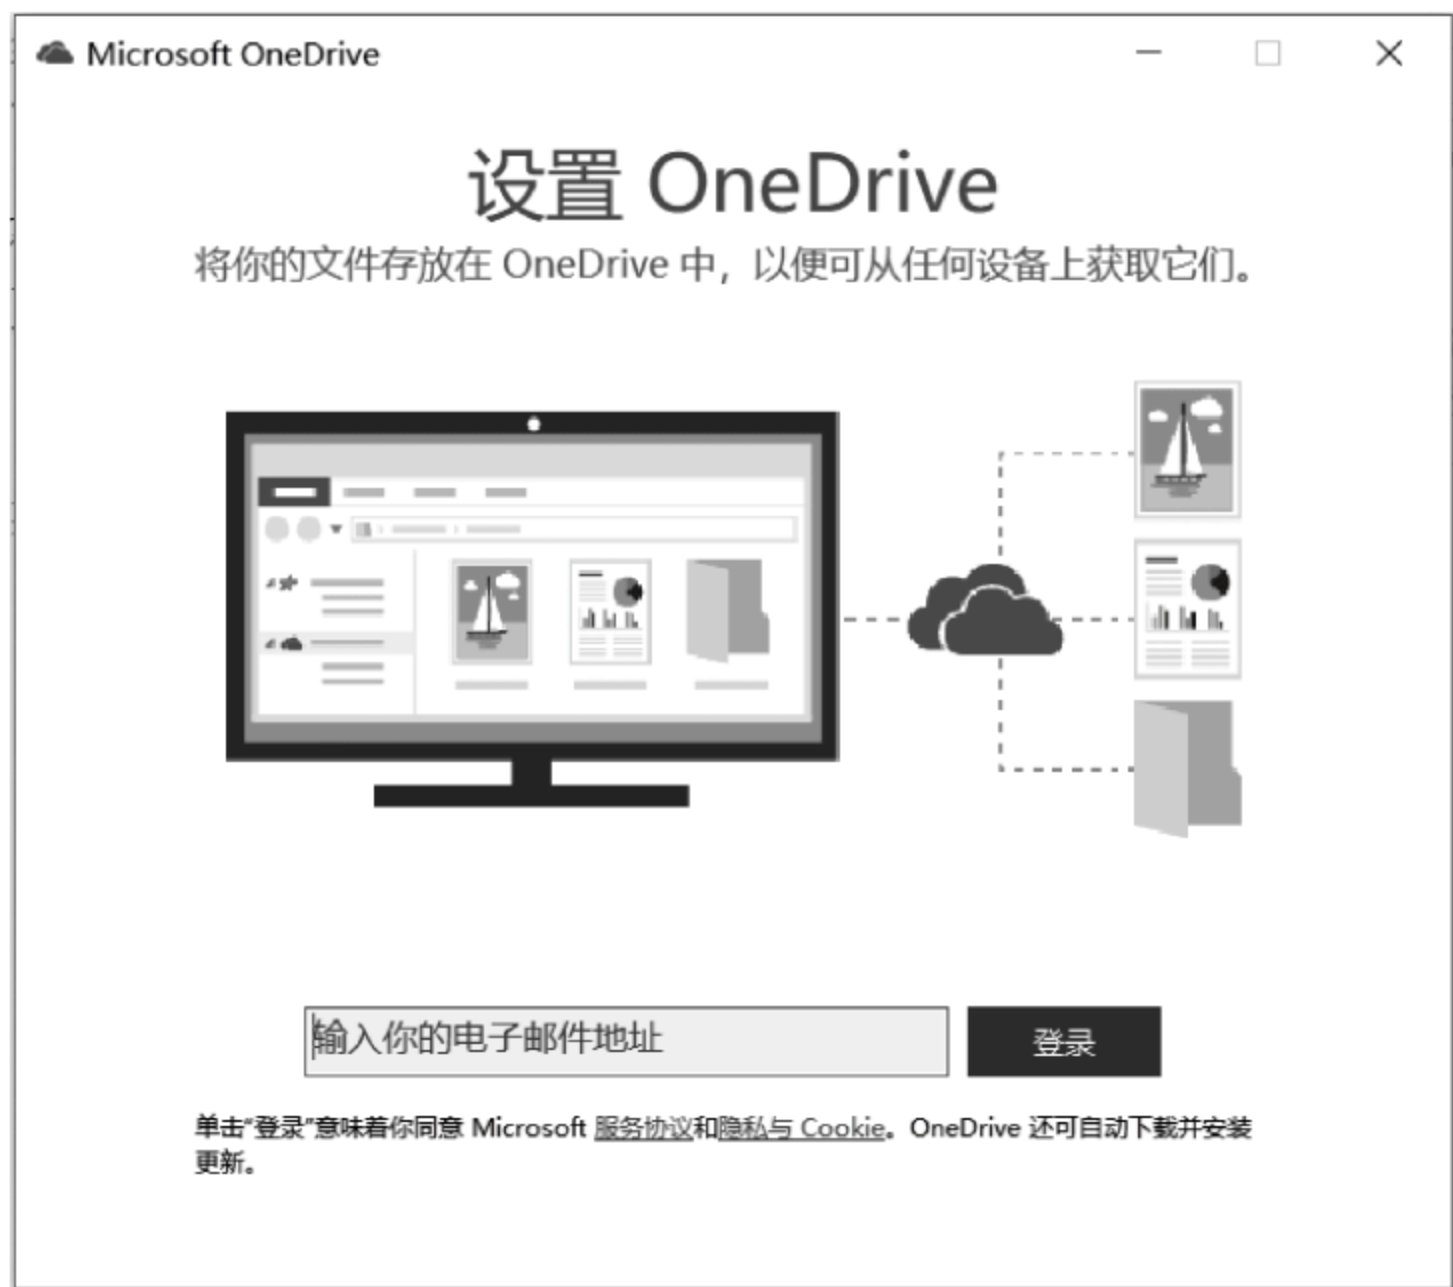 Microsoft OneDrive
设置 OneDrive
将你的文件存放在 OneDrive 中，以便可从任何设备上获取它们。
输入你的电子邮件地址
登录
单击“登录”意味着你同意 Microsoft 服务协议和隐私与 Cookie。OneDrive 还可自动下载并安装
更新。